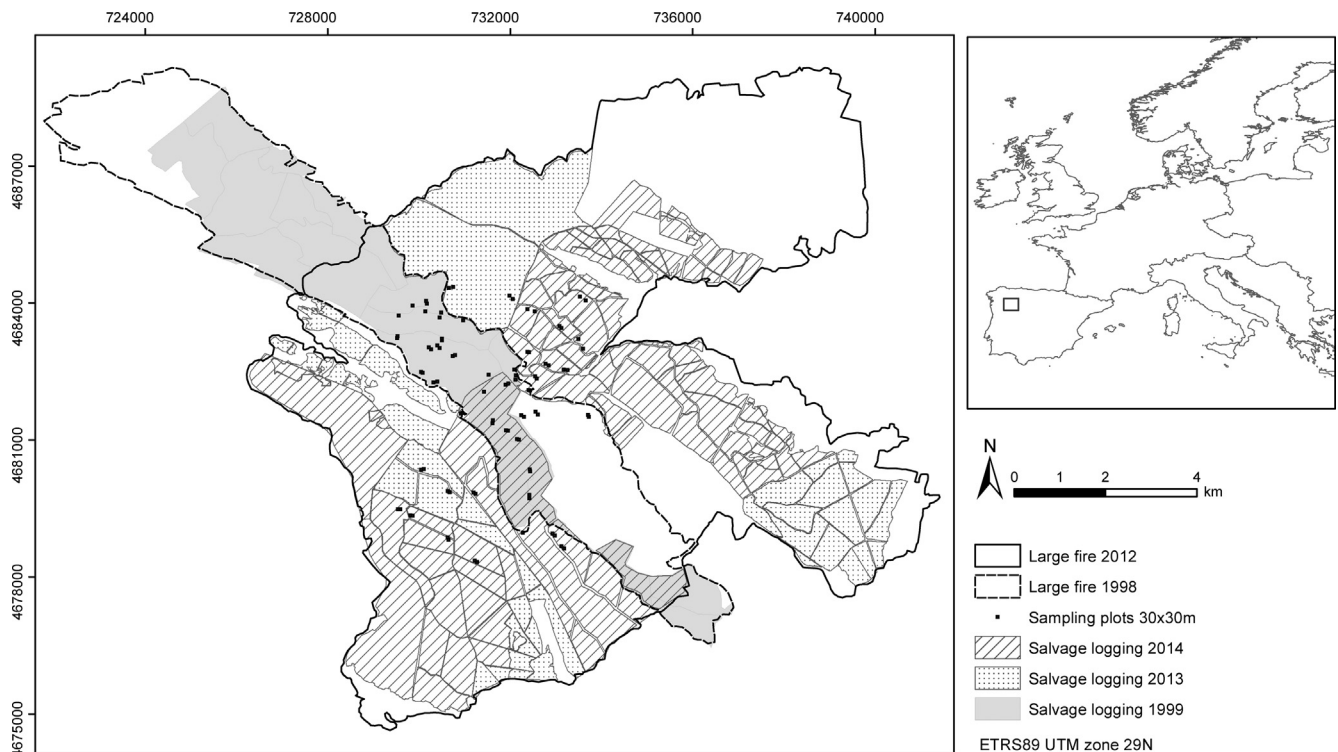 724000 728000 732000 736000 740000
4687000
4684000
4681000
4678000
4675000
N
0 2 4
km
Large fire 2012
Large fire 1998
Sampling plots 30x30m
Salvage logging 2014
Salvage logging 2013
Salvage logging 1999
ETRS89 UTM zone 29N